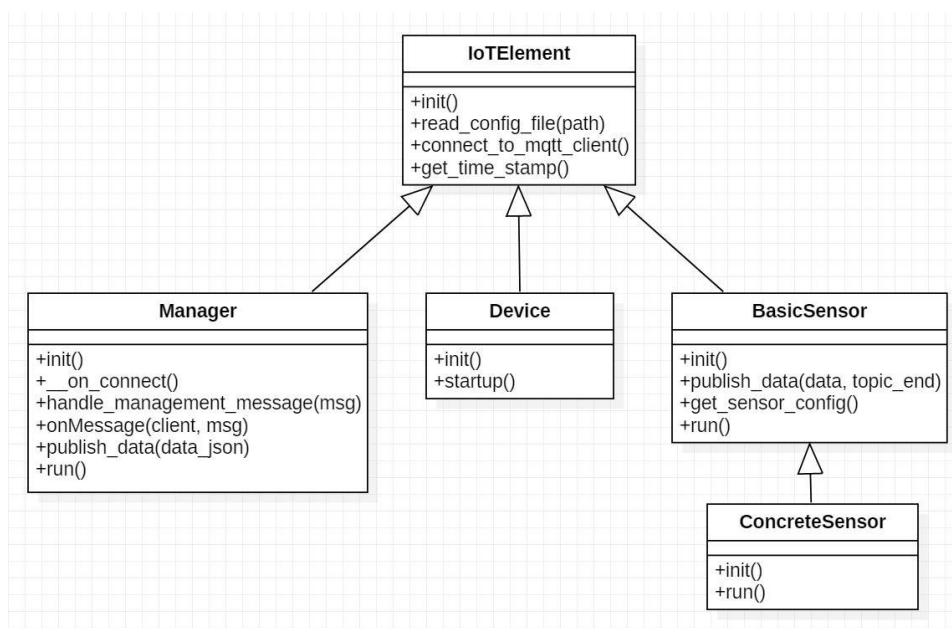 IoTElement
+init()
+read_config_file(path)
+connect_to_mqtt_client()
+get_time_stamp()
Manager
+init()
+__on_connect()
+handle_management_message(msg)
+onMessage(client, msg)
+publish_data(data_json)
+run()
Device
+init()
+startup()
BasicSensor
+init()
+publish_data(data, topic_end)
+get_sensor_config()
+run()
ConcreteSensor
+init()
+run()